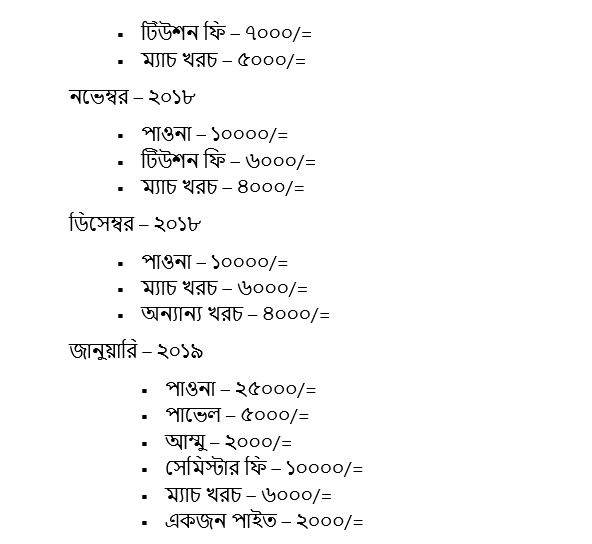 ▪ টিউশন ফি – ৭০০০/=
▪ ম্যাচ খরচ – ৫০০০/=
নভেম্বর – ২০১৮
▪ পাওনা – ১০০০০/=
▪ টিউশন ফি – ৬০০০/=
▪ ম্যাচ খরচ – ৪০০০/=
ডিসেম্বর – ২০১৮
▪ পাওনা – ১০০০০/=
▪ ম্যাচ খরচ – ৬০০০/=
▪ অন্যান্য খরচ – ৪০০০/=
জানুয়ারি – ২০১৯
▪ পাওনা – ২৫০০০/=
▪ পাভেল – ৫০০০/=
▪ আম্মু – ২০০০/=
▪ সেমিস্টার ফি – ১০০০০/=
▪ ম্যাচ খরচ – ৬০০০/=
▪ একজন পাইত – ২০০০/=